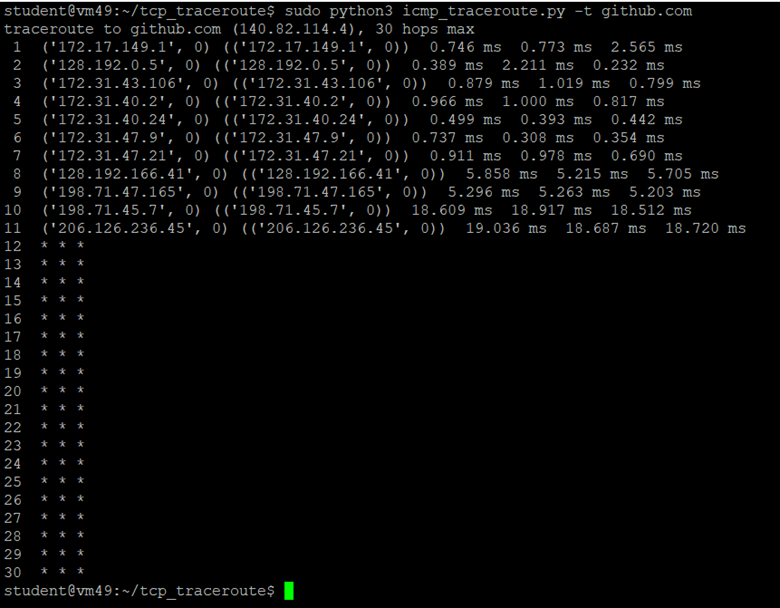 student@vm49:~/tcp_traceroute$ sudo python3 icmp_traceroute.py -t github.com
traceroute to github.com (140.82.114.4), 30 hops max
 1  ('172.17.149.1', 0) (('172.17.149.1', 0))  0.746 ms  0.773 ms  2.565 ms
 2  ('128.192.0.5', 0) (('128.192.0.5', 0))  0.389 ms  2.211 ms  0.232 ms
 3  ('172.31.43.106', 0) (('172.31.43.106', 0))  0.879 ms  1.019 ms  0.799 ms
 4  ('172.31.40.2', 0) (('172.31.40.2', 0))  0.966 ms  1.000 ms  0.817 ms
 5  ('172.31.40.24', 0) (('172.31.40.24', 0))  0.499 ms  0.393 ms  0.442 ms
 6  ('172.31.47.9', 0) (('172.31.47.9', 0))  0.737 ms  0.308 ms  0.354 ms
 7  ('172.31.47.21', 0) (('172.31.47.21', 0))  0.911 ms  0.978 ms  0.690 ms
 8  ('128.192.166.41', 0) (('128.192.166.41', 0))  5.858 ms  5.215 ms  5.705 ms
 9  ('198.71.47.165', 0) (('198.71.47.165', 0))  5.296 ms  5.263 ms  5.203 ms
10  ('198.71.45.7', 0) (('198.71.45.7', 0))  18.609 ms  18.917 ms  18.512 ms
11  ('206.126.236.45', 0) (('206.126.236.45', 0))  19.036 ms  18.687 ms  18.720 ms
12  * * *
13  * * *
14  * * *
15  * * *
16  * * *
17  * * *
18  * * *
19  * * *
20  * * *
21  * * *
22  * * *
23  * * *
24  * * *
25  * * *
26  * * *
27  * * *
28  * * *
29  * * *
30  * * *
student@vm49:~/tcp_traceroute$